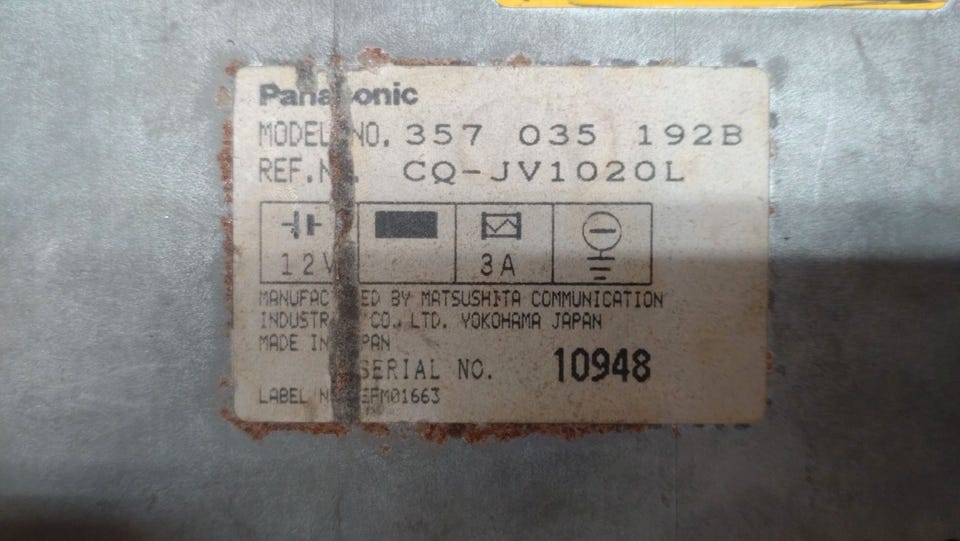 Panasonic
MODEL NO. 357 035 192B
REF.N. CQ-JV1020L
12V 3A
MANUFAC ED BY MATSUSHITA COMMUNICATION
INDUSTR CO., LTD. YOKOHAMA JAPAN
MADE IN PAN
SERIAL NO. 10948
LABEL N EFM01663